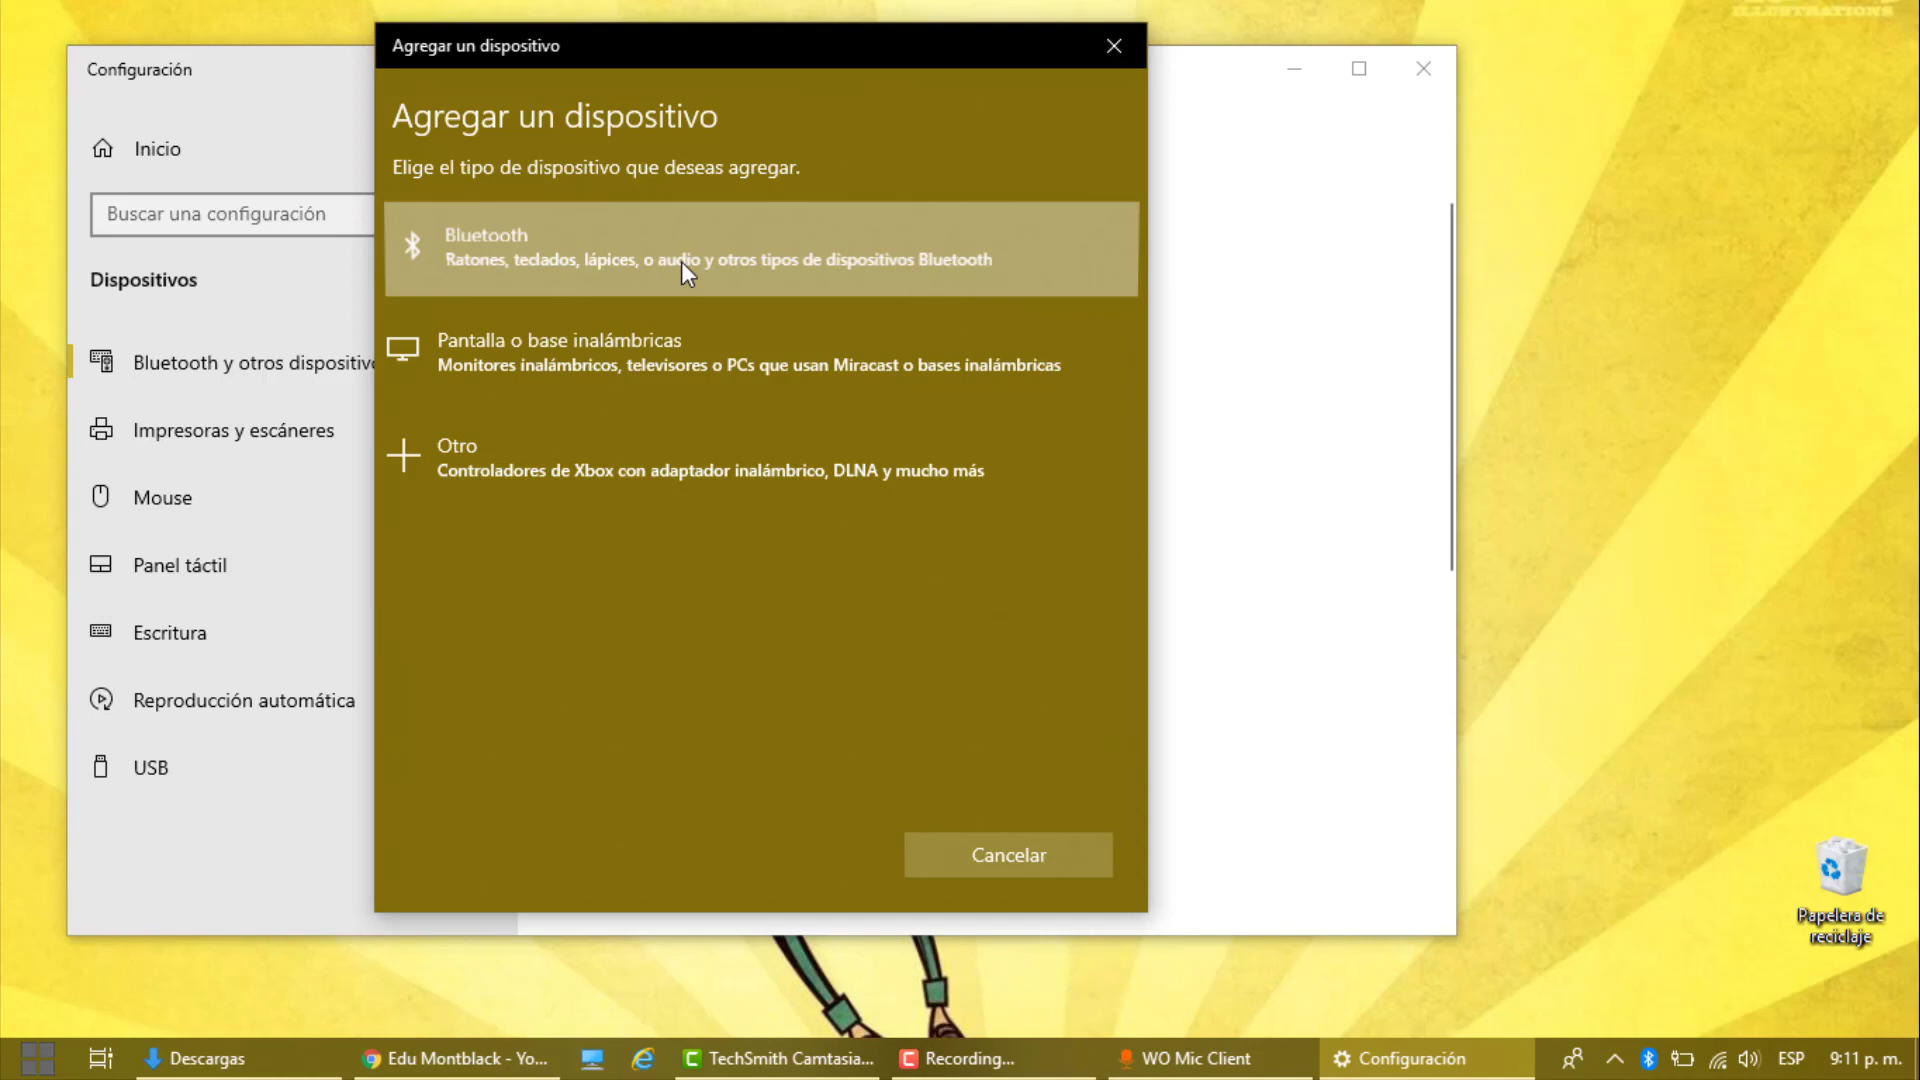 ILLUSTRATIONS
Agregar un dispositivo
Configuración
Agregar un dispositivo
Inicio
Elige el tipo de dispositivo que deseas agregar.
Buscar una configuración
Bluetooth
Ratones, teclados, lápices, o audio y otros tipos de dispositivos Bluetooth
Dispositivos
Pantalla o base inalámbricas
Monitores inalámbricos, televisores o PCs que usan Miracast o bases inalámbricas
Bluetooth y otros dispositivo
Impresoras y escáneres
Otro
Controladores de Xbox con adaptador inalámbrico, DLNA y mucho más
Mouse
Panel táctil
Escritura
Reproducción automática
USB
Cancelar
Papelera de
reciclaje
Descargas
Edu Montblack - Yo...
TechSmith Camtasia...
Recording...
WO Mic Client
Configuración
ESP
9:11 p. m.